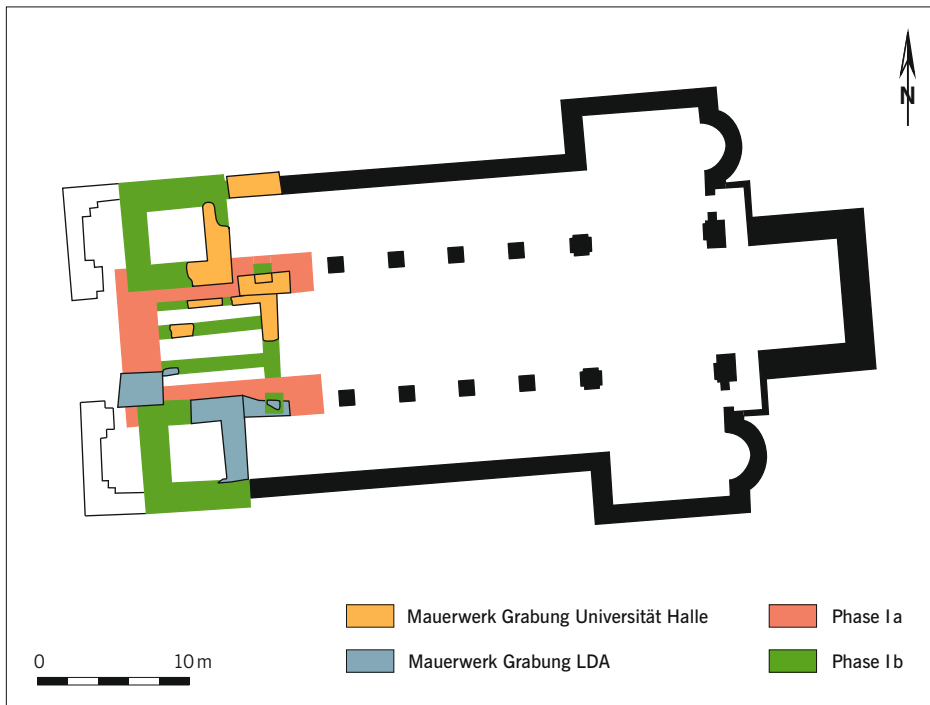 N
Mauerwerk Grabung Universität Halle
Phase I a
0 10 m
Mauerwerk Grabung LDA
Phase I b